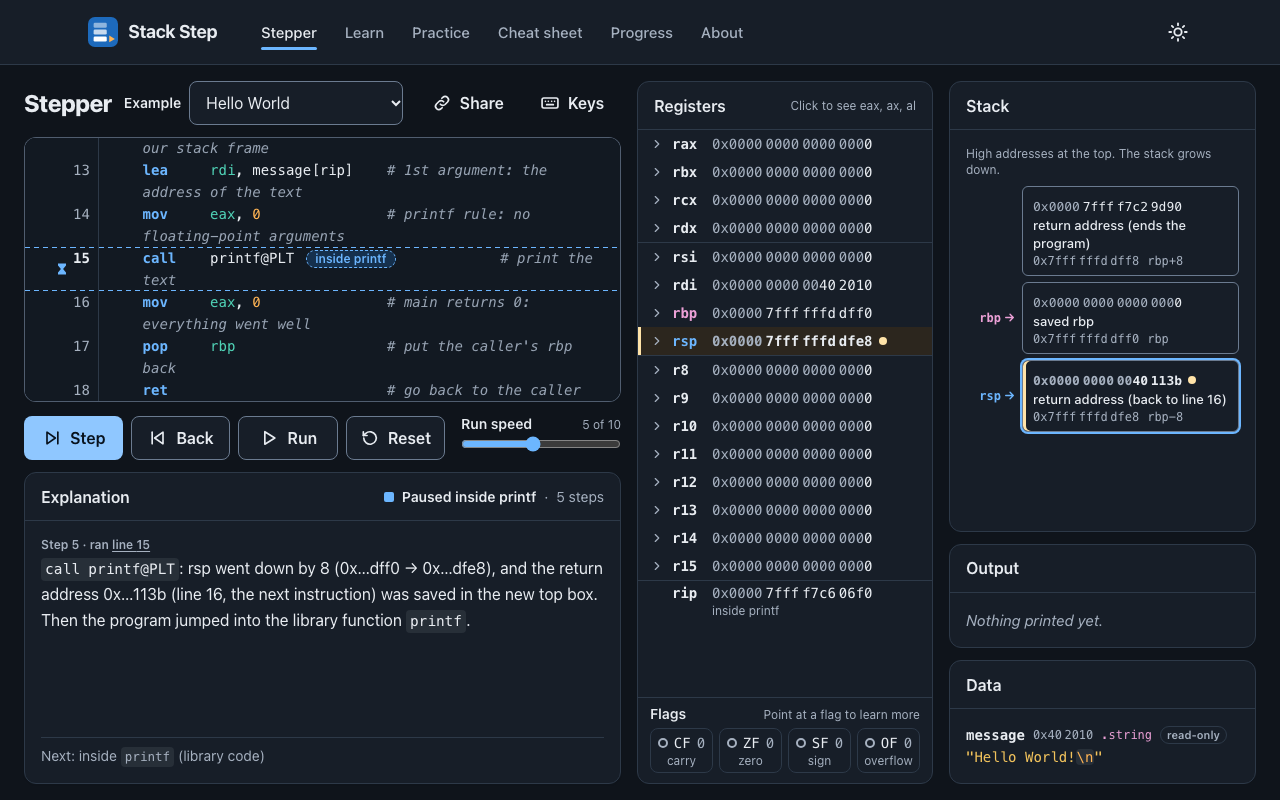 Stack Step
Stepper
Learn
Practice
Cheat sheet
Progress
About
Stepper
Example
Hello World
Share
Keys
our stack frame
13 lea rdi, message[rip] # 1st argument: the
address of the text
14 mov eax, 0 # printf rule: no
floating-point arguments
15 call printf@PLT inside printf # print the
text
16 mov eax, 0 # main returns 0:
everything went well
17 pop rbp # put the caller's rbp
back
18 ret # go back to the caller
Step
Back
Run
Reset
Run speed 5 of 10
Explanation
Paused inside printf · 5 steps
Step 5 · ran line 15
call printf@PLT: rsp went down by 8 (0x…dff0 → 0x…dfe8), and the return
address 0x…113b (line 16, the next instruction) was saved in the new top box.
Then the program jumped into the library function printf.
Next: inside printf (library code)
Registers
Click to see eax, ax, al
rax 0x0000 0000 0000 0000
rbx 0x0000 0000 0000 0000
rcx 0x0000 0000 0000 0000
rdx 0x0000 0000 0000 0000
rsi 0x0000 0000 0000 0000
rdi 0x0000 0000 0040 2010
rbp 0x0000 7fff fffd dff0
rsp 0x0000 7fff fffd dfe8
r8 0x0000 0000 0000 0000
r9 0x0000 0000 0000 0000
r10 0x0000 0000 0000 0000
r11 0x0000 0000 0000 0000
r12 0x0000 0000 0000 0000
r13 0x0000 0000 0000 0000
r14 0x0000 0000 0000 0000
r15 0x0000 0000 0000 0000
rip 0x0000 7fff f7c6 06f0
inside printf
Flags
Point at a flag to learn more
CF 0
carry
ZF 0
zero
SF 0
sign
OF 0
overflow
Stack
High addresses at the top. The stack grows
down.
0x0000 7fff f7c2 9d90
return address (ends the
program)
0x7fff fffd dff8 rbp+8
rbp →
0x0000 0000 0000 0000
saved rbp
0x7fff fffd dff0 rbp
rsp →
0x0000 0000 0040 113b
return address (back to line 16)
0x7fff fffd dfe8 rbp−8
Output
Nothing printed yet.
Data
message 0x40 2010 .string read-only
"Hello World!\n"